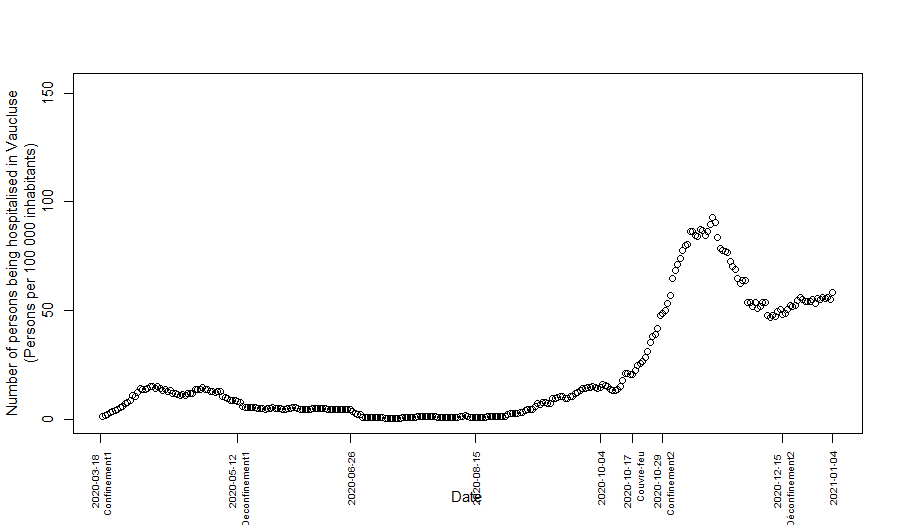 Number of persons being hospitalised in Vaucluse
(Persons per 100 000 inhabitants)
150
100
50
0
2020-03-18
Confinement1
2020-05-12
Déconfinement1
2020-06-26
2020-08-15
2020-10-04
2020-10-17
Couvre-feu
2020-10-29
Confinement2
2020-12-15
Déconfinement2
2021-01-04
Date